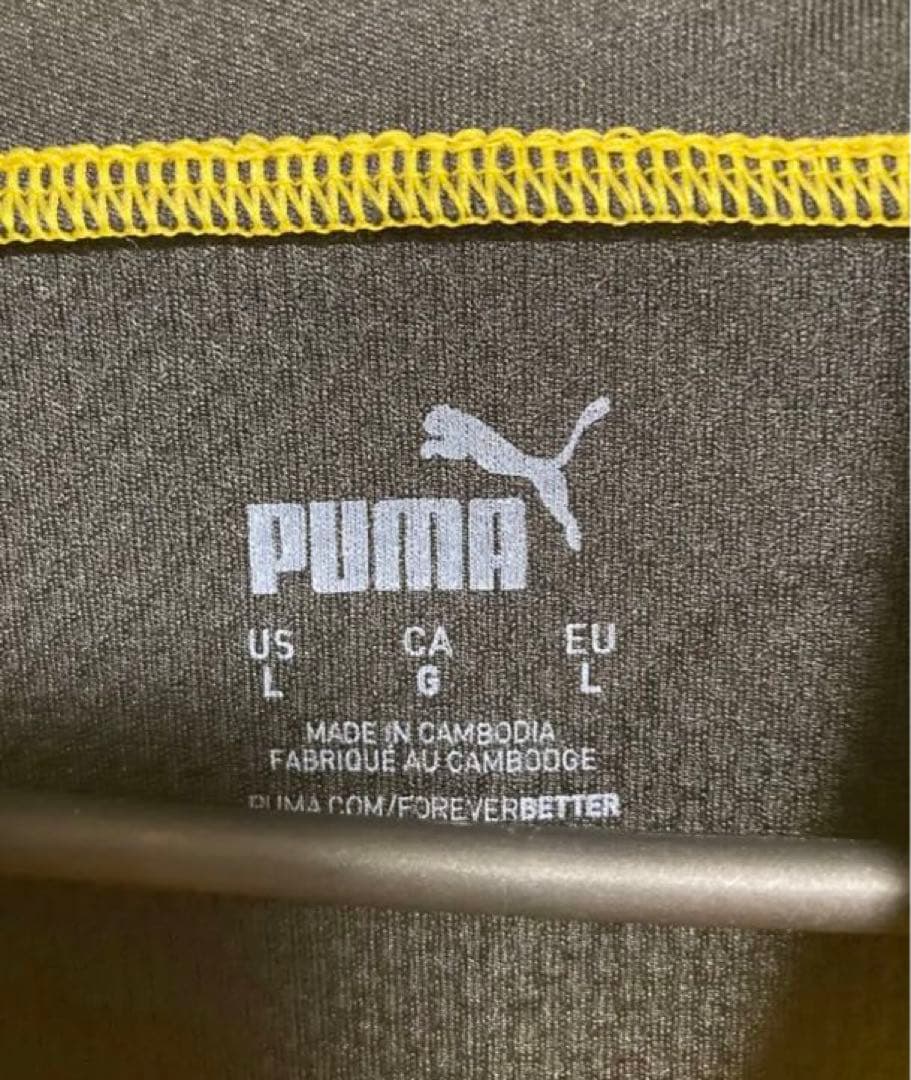 PUMA
US CA EU
L G L
MADE IN CAMBODIA
FABRIQUÉ AU CAMBODGE
PUMA.COM/FOREVERBETTER